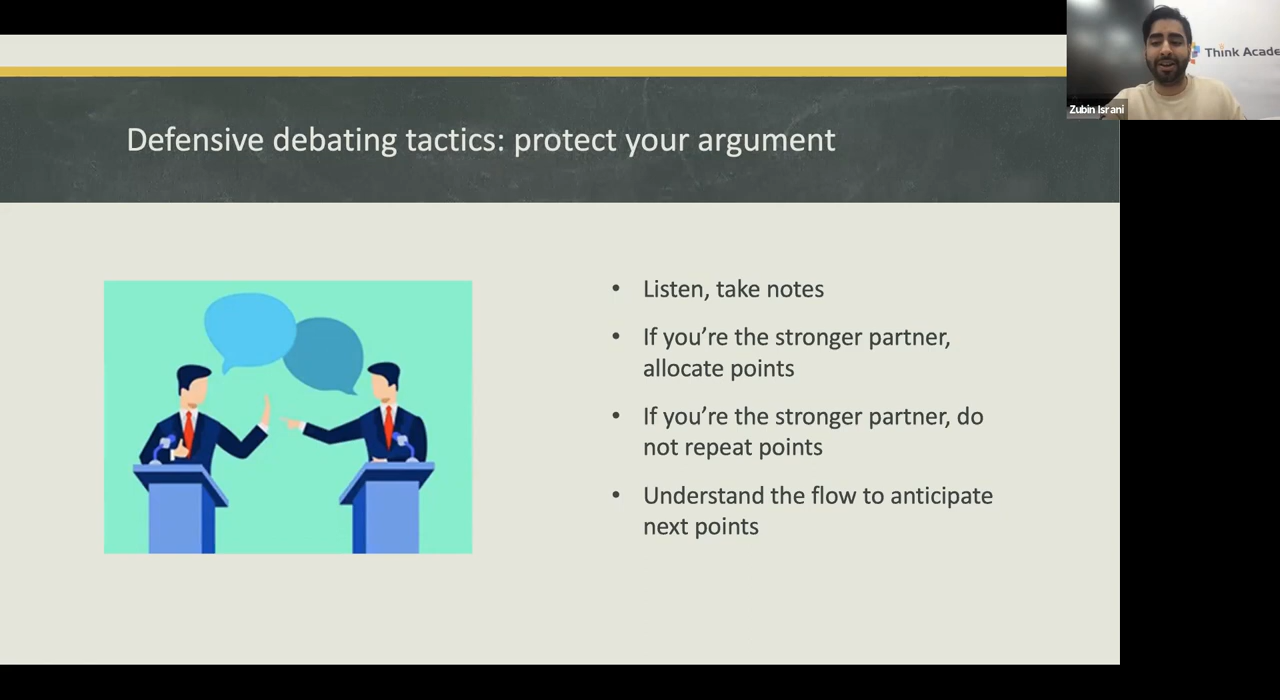 Think Acade
Zubin Israni
Defensive debating tactics: protect your argument
• Listen, take notes
• If you’re the stronger partner,
allocate points
• If you’re the stronger partner, do
not repeat points
• Understand the flow to anticipate
next points